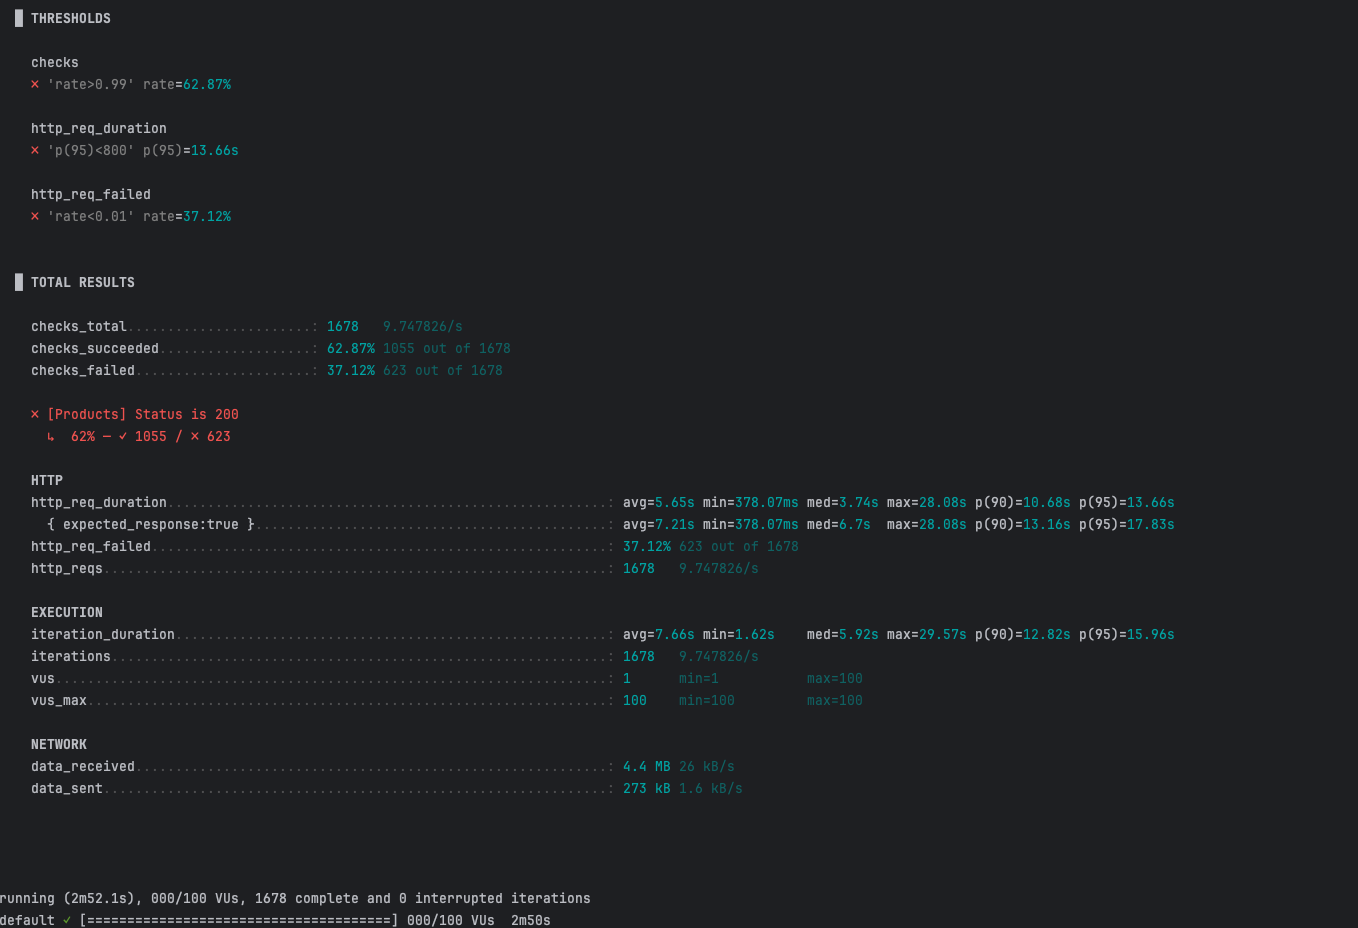 █ THRESHOLDS
checks
✗ 'rate>0.99' rate=62.87%
http_req_duration
✗ 'p(95)<800' p(95)=13.66s
http_req_failed
✗ 'rate<0.01' rate=37.12%
█ TOTAL RESULTS
checks_total.......................: 1678   9.747826/s
checks_succeeded...................: 62.87% 1055 out of 1678
checks_failed......................: 37.12% 623 out of 1678
✗ [Products] Status is 200
↳  62% — ✓ 1055 / ✗ 623
HTTP
http_req_duration.......................................................: avg=5.65s min=378.07ms med=3.74s max=28.08s p(90)=10.68s p(95)=13.66s
{ expected_response:true }............................................: avg=7.21s min=378.07ms med=6.7s  max=28.08s p(90)=13.16s p(95)=17.83s
http_req_failed.........................................................: 37.12% 623 out of 1678
http_reqs...............................................................: 1678   9.747826/s
EXECUTION
iteration_duration......................................................: avg=7.66s min=1.62s    med=5.92s max=29.57s p(90)=12.82s p(95)=15.96s
iterations..............................................................: 1678   9.747826/s
vus.....................................................................: 1      min=1         max=100
vus_max.................................................................: 100    min=100       max=100
NETWORK
data_received...........................................................: 4.4 MB 26 kB/s
data_sent...............................................................: 273 kB 1.6 kB/s
running (2m52.1s), 000/100 VUs, 1678 complete and 0 interrupted iterations
default ✓ [======================================] 000/100 VUs  2m50s